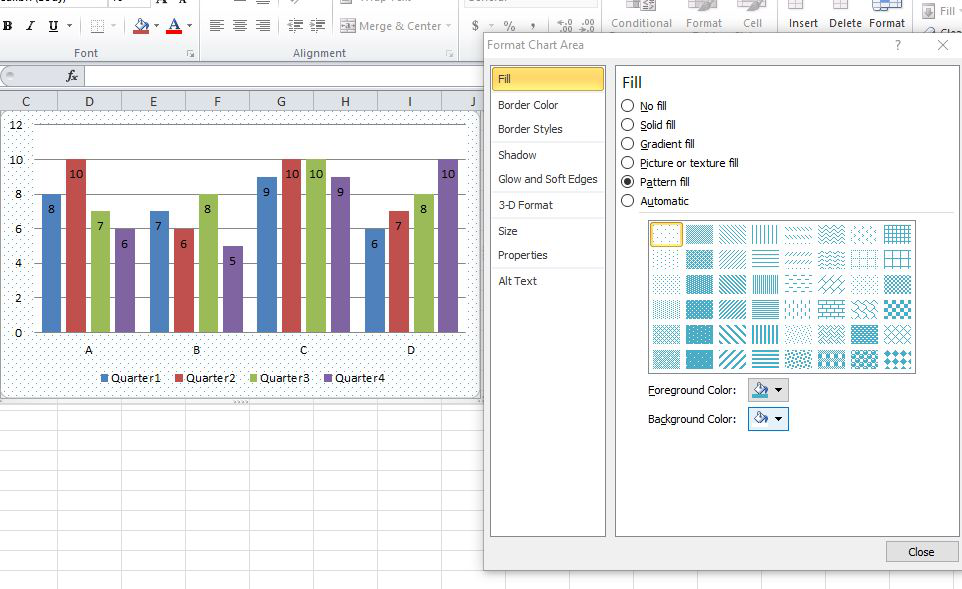 B I U
Merge & Center
$ % ,
Conditional Format Cell
Insert Delete Format
Fill
Font
Alignment
fx
C D E F G H I J
Format Chart Area
?
Fill
Border Color
Border Styles
Shadow
Glow and Soft Edges
3-D Format
Size
Properties
Alt Text
Fill
No fill
Solid fill
Gradient fill
Picture or texture fill
Pattern fill
Automatic
Foreground Color:
Background Color:
Close
12
10
8
6
4
2
0
8 10 7 6
7 6 8 5
9 10 10 9
6 7 8 10
A B C D
Quarter1 Quarter2 Quarter3 Quarter4